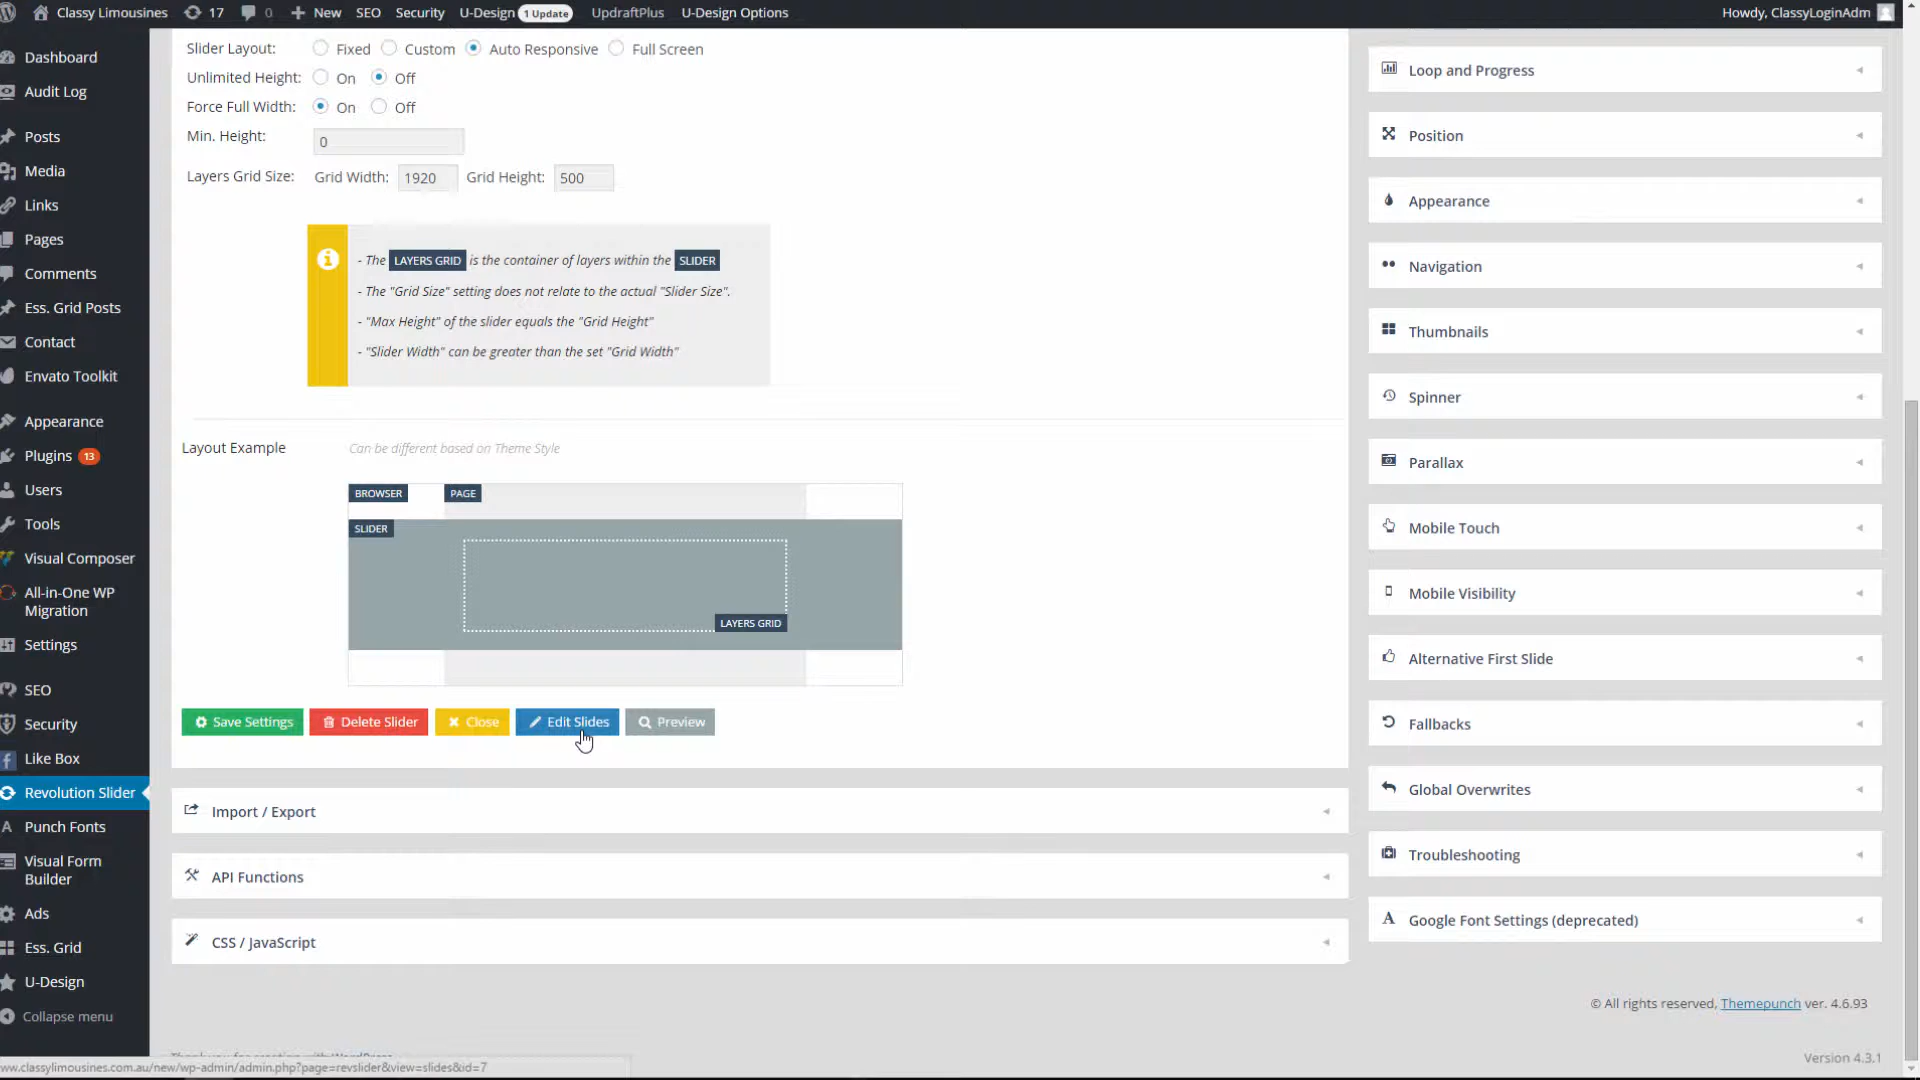 Classy Limousines 17 0 New SEO Security U-Design 1 Update UpdraftPlus U-Design Options Howdy, ClassyLoginAdm
Dashboard
Audit Log
Posts
Media
Links
Pages
Comments
Ess. Grid Posts
Contact
Envato Toolkit
Appearance
Plugins 13
Users
Tools
Visual Composer
All-in-One WP
Migration
Settings
SEO
Security
Like Box
Revolution Slider
Punch Fonts
Visual Form
Builder
Ads
Ess. Grid
U-Design
Collapse menu
Slider Layout: Fixed Custom Auto Responsive Full Screen
Unlimited Height: On Off
Force Full Width: On Off
Min. Height: 0
Layers Grid Size: Grid Width: 1920 Grid Height: 500
- The LAYERS GRID is the container of layers within the SLIDER
- The "Grid Size" setting does not relate to the actual "Slider Size".
- "Max Height" of the slider equals the "Grid Height"
- "Slider Width" can be greater than the set "Grid Width"
Layout Example Can be different based on Theme Style
BROWSER PAGE
SLIDER
LAYERS GRID
Save Settings Delete Slider Close Edit Slides Preview
Import / Export
API Functions
CSS / JavaScript
Loop and Progress
Position
Appearance
Navigation
Thumbnails
Spinner
Parallax
Mobile Touch
Mobile Visibility
Alternative First Slide
Fallbacks
Global Overwrites
Troubleshooting
Google Font Settings (deprecated)
© All rights reserved, Themepunch ver. 4.6.93
Version 4.3.1
ww.classylimousines.com.au/new/wp-admin/admin.php?page=revslider&view=slides&id=7